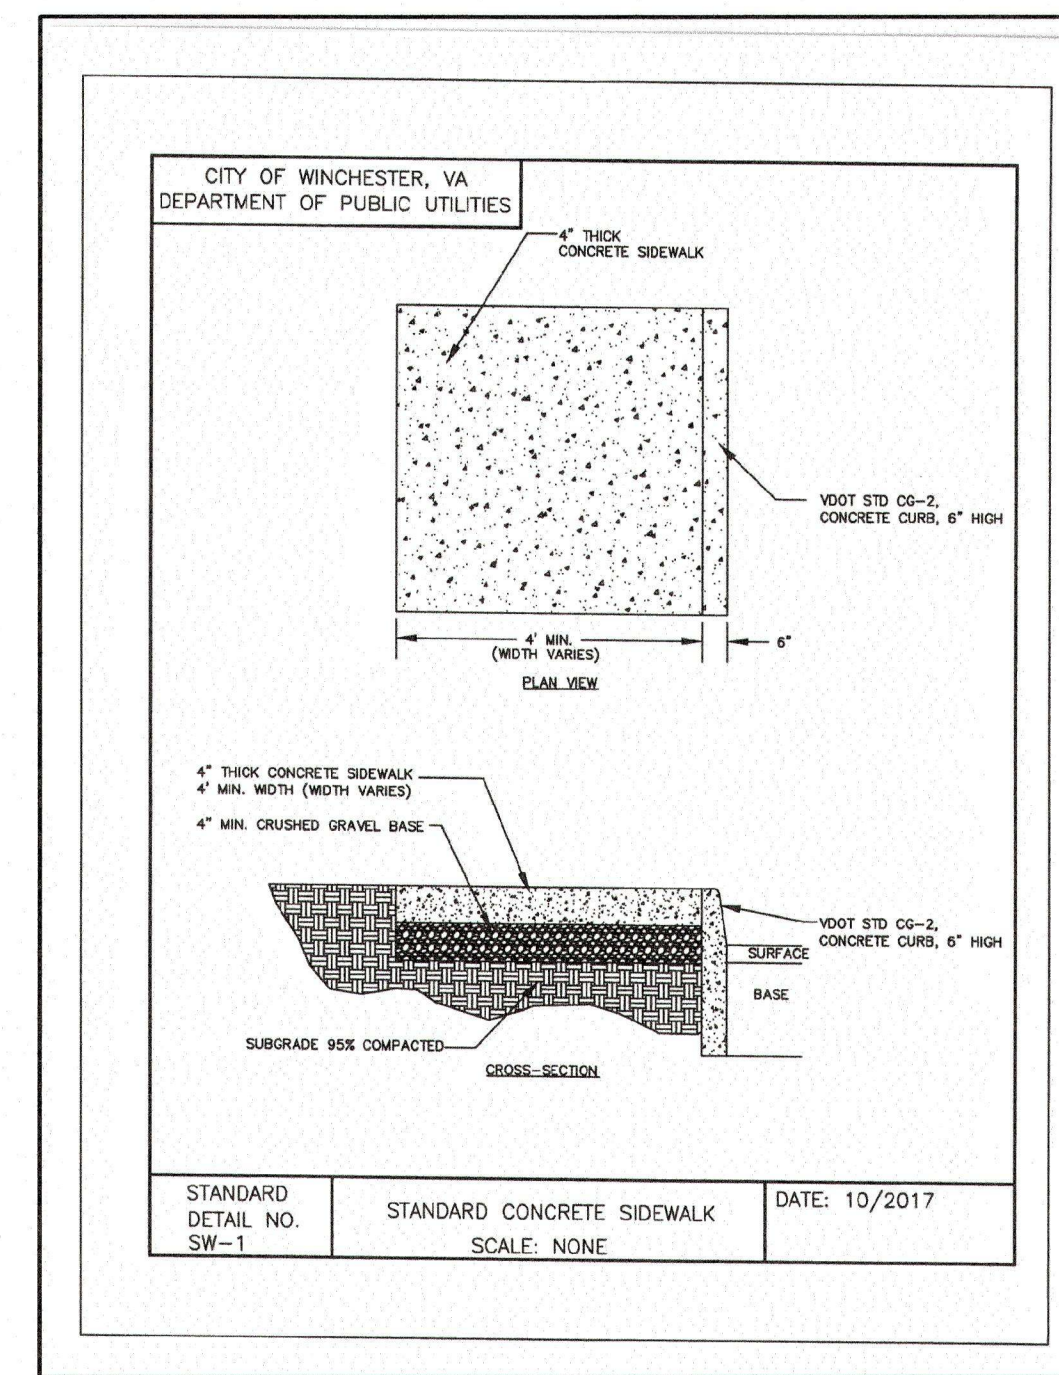 CITY OF WINCHESTER, VA
DEPARTMENT OF PUBLIC UTILITIES
4" THICK
CONCRETE SIDEWALK
VDOT STD CG-2,
CONCRETE CURB, 6" HIGH
4' MIN.
(WIDTH VARIES)
6"
PLAN VIEW
4" THICK CONCRETE SIDEWALK
4' MIN. WIDTH (WIDTH VARIES)
4" MIN. CRUSHED GRAVEL BASE
VDOT STD CG-2,
CONCRETE CURB, 6" HIGH
SURFACE
BASE
SUBGRADE 95% COMPACTED
CROSS-SECTION
STANDARD
DETAIL NO.
SW-1
STANDARD CONCRETE SIDEWALK
SCALE: NONE
DATE: 10/2017